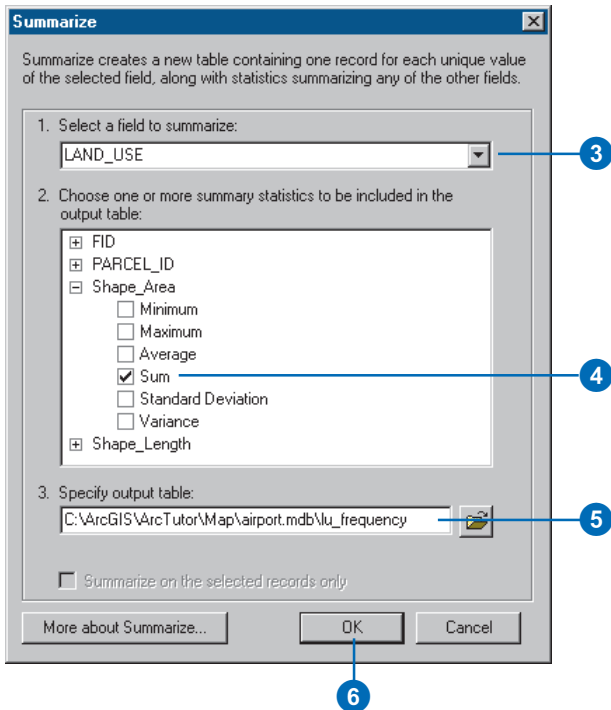 Summarize
Summarize creates a new table containing one record for each unique value
of the selected field, along with statistics summarizing any of the other fields.
1. Select a field to summarize:
LAND_USE
3
2. Choose one or more summary statistics to be included in the
output table:
FID
PARCEL_ID
Shape_Area
Minimum
Maximum
Average
Sum
4
Standard Deviation
Variance
Shape_Length
3. Specify output table:
C:\ArcGIS\ArcTutor\Map\airport.mdb\lu_frequency
5
Summarize on the selected records only
More about Summarize...
OK
Cancel
6